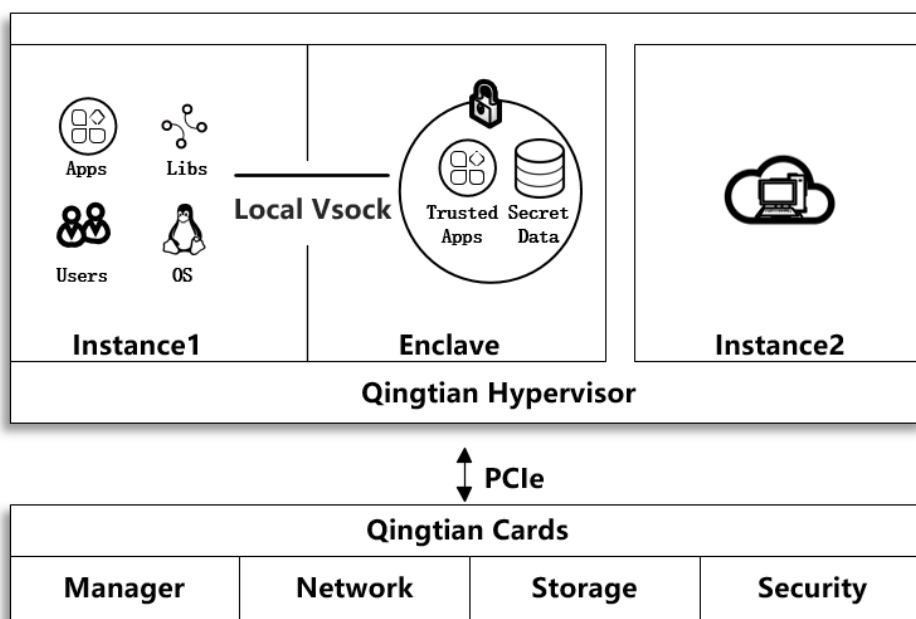 Apps
Libs
Local Vsock
Trusted Secret
Apps Data
Users
OS
Instance1
Enclave
Instance2
Qingtian Hypervisor
PCIe
Qingtian Cards
Manager
Network
Storage
Security